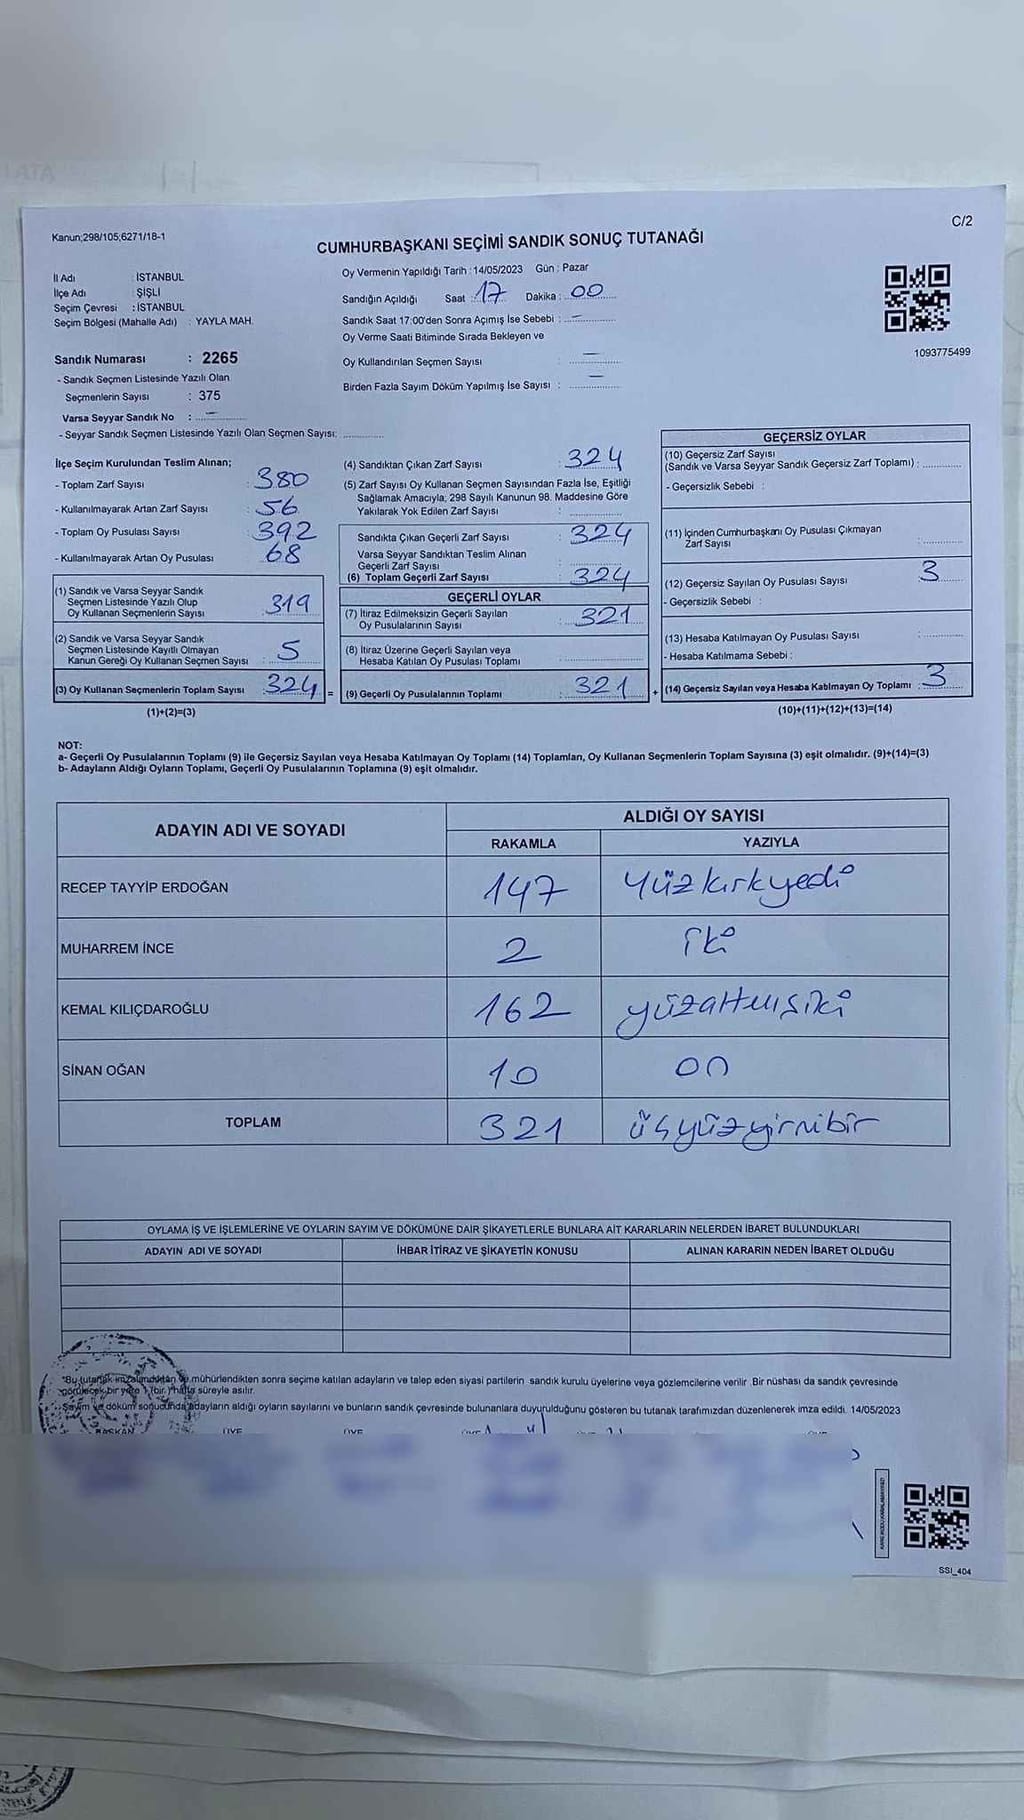 C/2
Kanun;298/105;6271/18-1
CUMHURBAŞKANI SEÇİMİ SANDIK SONUÇ TUTANAĞI
İl Adı : İSTANBUL
İlçe Adı : ŞİŞLİ
Seçim Çevresi : İSTANBUL
Seçim Bölgesi (Mahalle Adı) : YAYLA MAH.
Oy Vermenin Yapıldığı Tarih : 14/05/2023 Gün : Pazar
Sandığın Açıldığı Saat : 17 Dakika : 00
Sandık Saat 17:00'den Sonra Açımış İse Sebebi : –
Oy Verme Saati Bitiminde Sırada Bekleyen ve
Oy Kullandırılan Seçmen Sayısı : –
Birden Fazla Sayım Döküm Yapılmış İse Sayısı : –
1093775499
Sandık Numarası : 2265
- Sandık Seçmen Listesinde Yazılı Olan
Seçmenlerin Sayısı : 375
Varsa Seyyar Sandık No : –
- Seyyar Sandık Seçmen Listesinde Yazılı Olan Seçmen Sayısı:
İlçe Seçim Kurulundan Teslim Alınan;
- Toplam Zarf Sayısı : 380
- Kullanılmayarak Artan Zarf Sayısı : 56
- Toplam Oy Pusulası Sayısı : 392
- Kullanılmayarak Artan Oy Pusulası : 68
(1) Sandık ve Varsa Seyyar Sandık
Seçmen Listesinde Yazılı Olup
Oy Kullanan Seçmenlerin Sayısı : 319
(2) Sandık ve Varsa Seyyar Sandık
Seçmen Listesinde Kayıtlı Olmayan
Kanun Gereği Oy Kullanan Seçmen Sayısı : 5
(3) Oy Kullanan Seçmenlerin Toplam Sayısı : 324 =
(1)+(2)=(3)
(4) Sandıktan Çıkan Zarf Sayısı : 324
(5) Zarf Sayısı Oy Kullanan Seçmen Sayısından Fazla İse, Eşitliği
Sağlamak Amacıyla; 298 Sayılı Kanunun 98. Maddesine Göre
Yakılarak Yok Edilen Zarf Sayısı :
Sandıkta Çıkan Geçerli Zarf Sayısı : 324
Varsa Seyyar Sandıktan Teslim Alınan
Geçerli Zarf Sayısı :
(6) Toplam Geçerli Zarf Sayısı : 324
GEÇERLİ OYLAR
(7) İtiraz Edilmeksizin Geçerli Sayılan
Oy Pusulalarının Sayısı : 321
(8) İtiraz Üzerine Geçerli Sayılan veya
Hesaba Katılan Oy Pusulası Toplamı :
(9) Geçerli Oy Pusulalarının Toplamı : 321 +
GEÇERSİZ OYLAR
(10) Geçersiz Zarf Sayısı
(Sandık ve Varsa Seyyar Sandık Geçersiz Zarf Toplamı) :
- Geçersizlik Sebebi :
(11) İçinden Cumhurbaşkanı Oy Pusulası Çıkmayan
Zarf Sayısı :
(12) Geçersiz Sayılan Oy Pusulası Sayısı : 3
- Geçersizlik Sebebi :
(13) Hesaba Katılmayan Oy Pusulası Sayısı :
- Hesaba Katılmama Sebebi :
(14) Geçersiz Sayılan veya Hesaba Katılmayan Oy Toplamı : 3
(10)+(11)+(12)+(13)=(14)
NOT:
a- Geçerli Oy Pusulalarının Toplamı (9) ile Geçersiz Sayılan veya Hesaba Katılmayan Oy Toplamı (14) Toplamları, Oy Kullanan Seçmenlerin Toplam Sayısına (3) eşit olmalıdır. (9)+(14)=(3)
b- Adayların Aldığı Oyların Toplamı, Geçerli Oy Pusulalarının Toplamına (9) eşit olmalıdır.
ADAYIN ADI VE SOYADI ALDIĞI OY SAYISI
RAKAMLA YAZIYLA
RECEP TAYYİP ERDOĞAN 147 yüzkırkyedi
MUHARREM İNCE 2 iki
KEMAL KILIÇDAROĞLU 162 yüzaltmışiki
SİNAN OĞAN 10 on
TOPLAM 321 üçyüzyirmibir
OYLAMA İŞ VE İŞLEMLERİNE VE OYLARIN SAYIM VE DÖKÜMÜNE DAİR ŞİKAYETLERLE BUNLARA AİT KARARLARIN NELERDEN İBARET BULUNDUKLARI
ADAYIN ADI VE SOYADI İHBAR İTİRAZ VE ŞİKAYETİN KONUSU ALINAN KARARIN NEDEN İBARET OLDUĞU
*Bu tutanak imzalandıktan ve mühürlendikten sonra seçime katılan adayların ve talep eden siyasi partilerin sandık kurulu üyelerine veya gözlemcilerine verilir. Bir nüshası da sandık çevresinde
görülecek bir yere 1 (bir) hafta süreyle asılır.
Sayım ve döküm sonucunda adayların aldığı oyların sayılarını ve bunların sandık çevresinde bulunanlara duyurulduğunu gösteren bu tutanak tarafımızdan düzenlenerek imza edildi. 14/05/2023
BAŞKAN ÜYE ÜYE
SSI_404